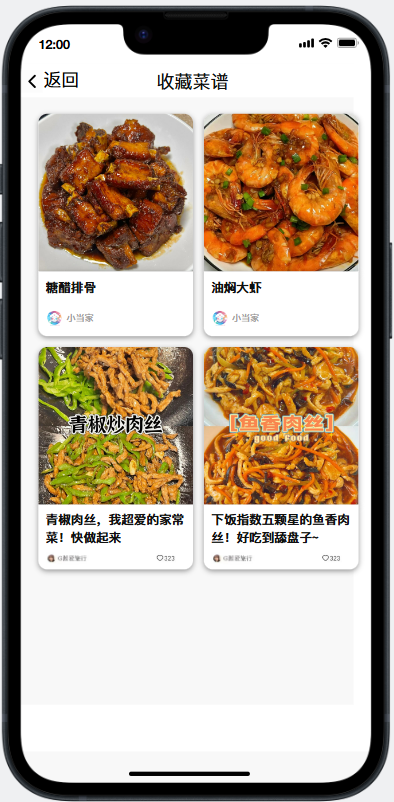 12:00
返回
收藏菜谱
糖醋排骨
油焖大虾
小当家
小当家
青椒炒肉丝
【鱼香肉丝】
good Food
青椒肉丝，我超爱的家常
菜！快做起来
下饭指数五颗星的鱼香肉
丝！好吃到舔盘子~
323
323